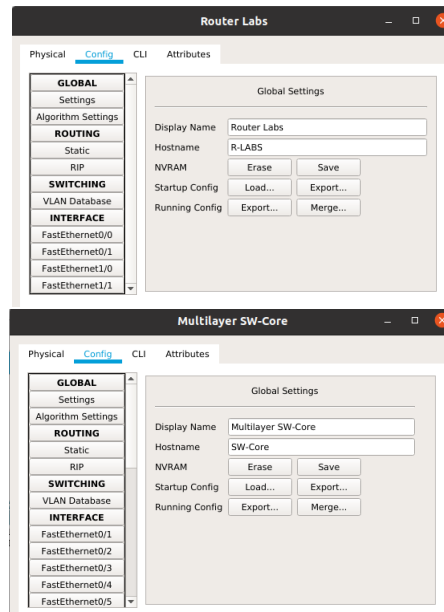 Router Labs
Physical Config CLI Attributes
GLOBAL
Settings
Algorithm Settings
ROUTING
Static
RIP
SWITCHING
VLAN Database
INTERFACE
FastEthernet0/0
FastEthernet0/1
FastEthernet1/0
FastEthernet1/1
Global Settings
Display Name Router Labs
Hostname R-LABS
NVRAM Erase Save
Startup Config Load... Export...
Running Config Export... Merge...
Multilayer SW-Core
Physical Config CLI Attributes
GLOBAL
Settings
Algorithm Settings
ROUTING
Static
RIP
SWITCHING
VLAN Database
INTERFACE
FastEthernet0/1
FastEthernet0/2
FastEthernet0/3
FastEthernet0/4
FastEthernet0/5
Global Settings
Display Name Multilayer SW-Core
Hostname SW-Core
NVRAM Erase Save
Startup Config Load... Export...
Running Config Export... Merge...